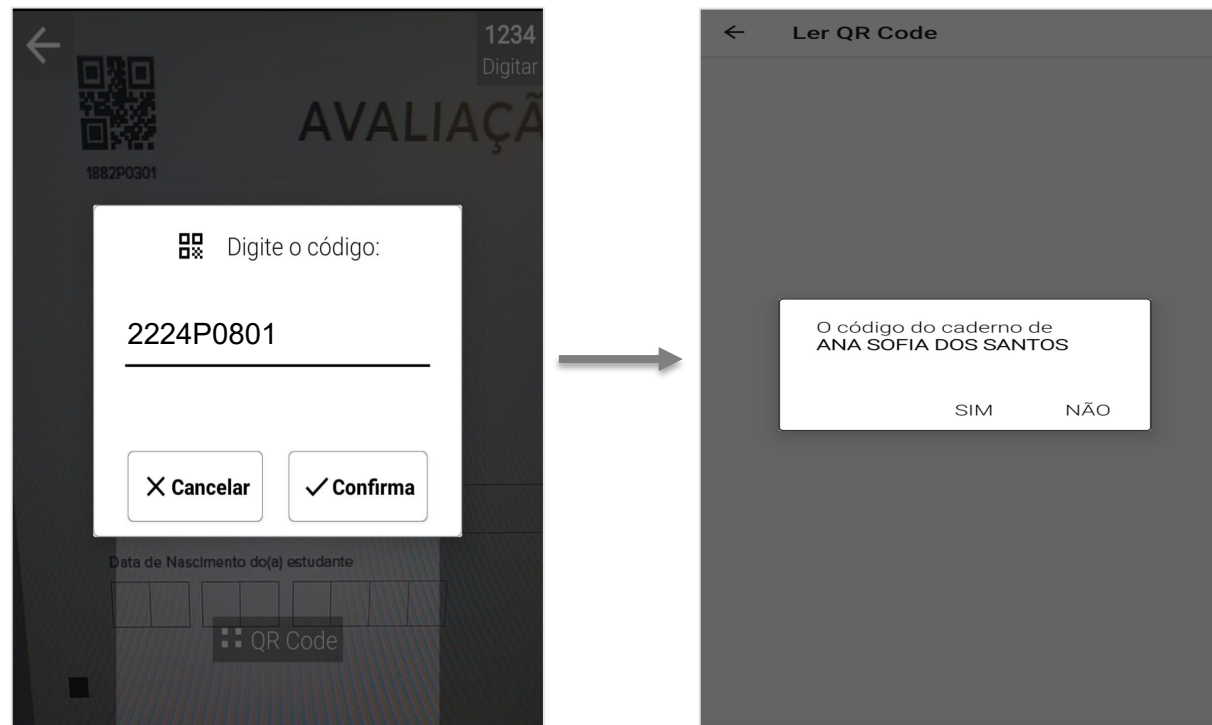 1234
Digitar
AVALIAÇÃ
1882P0301
Digite o código:
2224P0801
Cancelar
Confirma
Data de Nascimento do(a) estudante
QR Code
Ler QR Code
O código do caderno de
ANA SOFIA DOS SANTOS
SIM NÃO